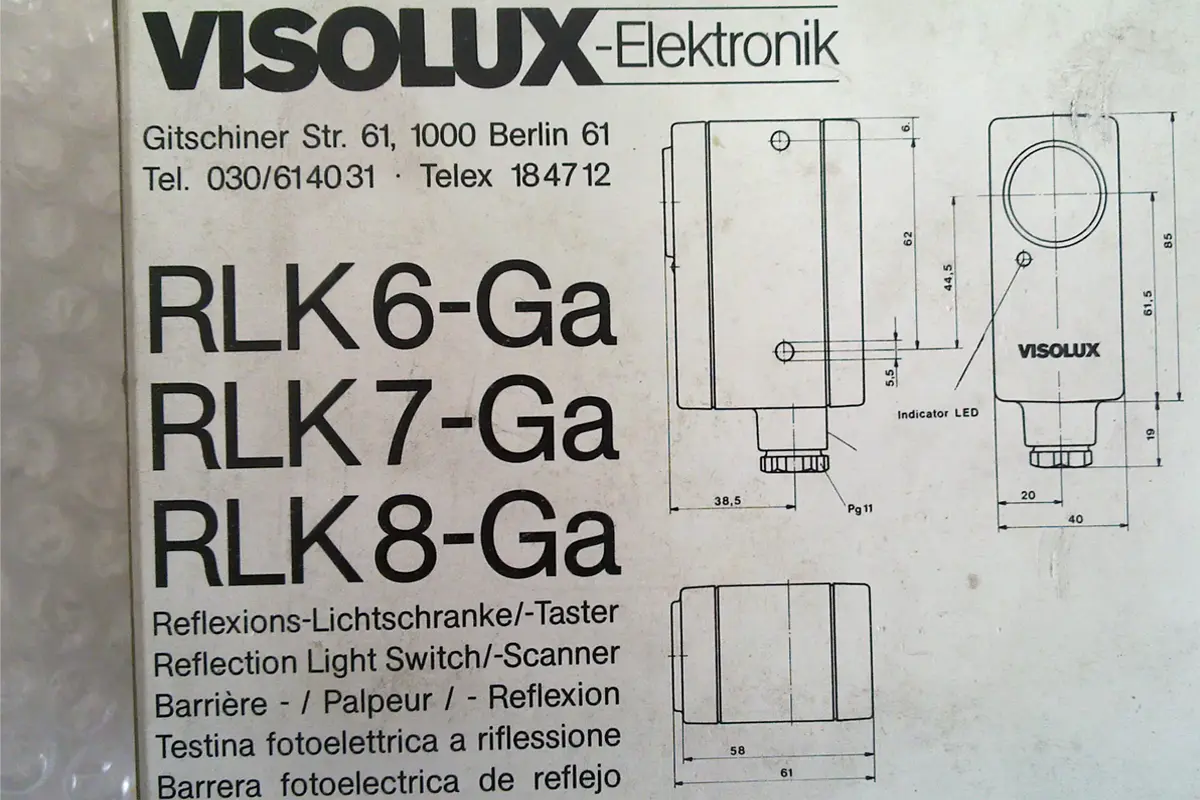 VISOLUX-Elektronik
Gitschiner Str. 61, 1000 Berlin 61
Tel. 030/6140 31 · Telex 184712
RLK 6-Ga
RLK 7-Ga
RLK 8-Ga
Reflexions-Lichtschranke/-Taster
Reflection Light Switch/-Scanner
Barrière - / Palpeur / - Reflexion
Testina fotoelettrica a riflessione
Barrera fotoelectrica de reflejo
6
62
44,5
5,5
38,5
Pg 11
Indicator LED
VISOLUX
85
61,5
19
20
40
58
61